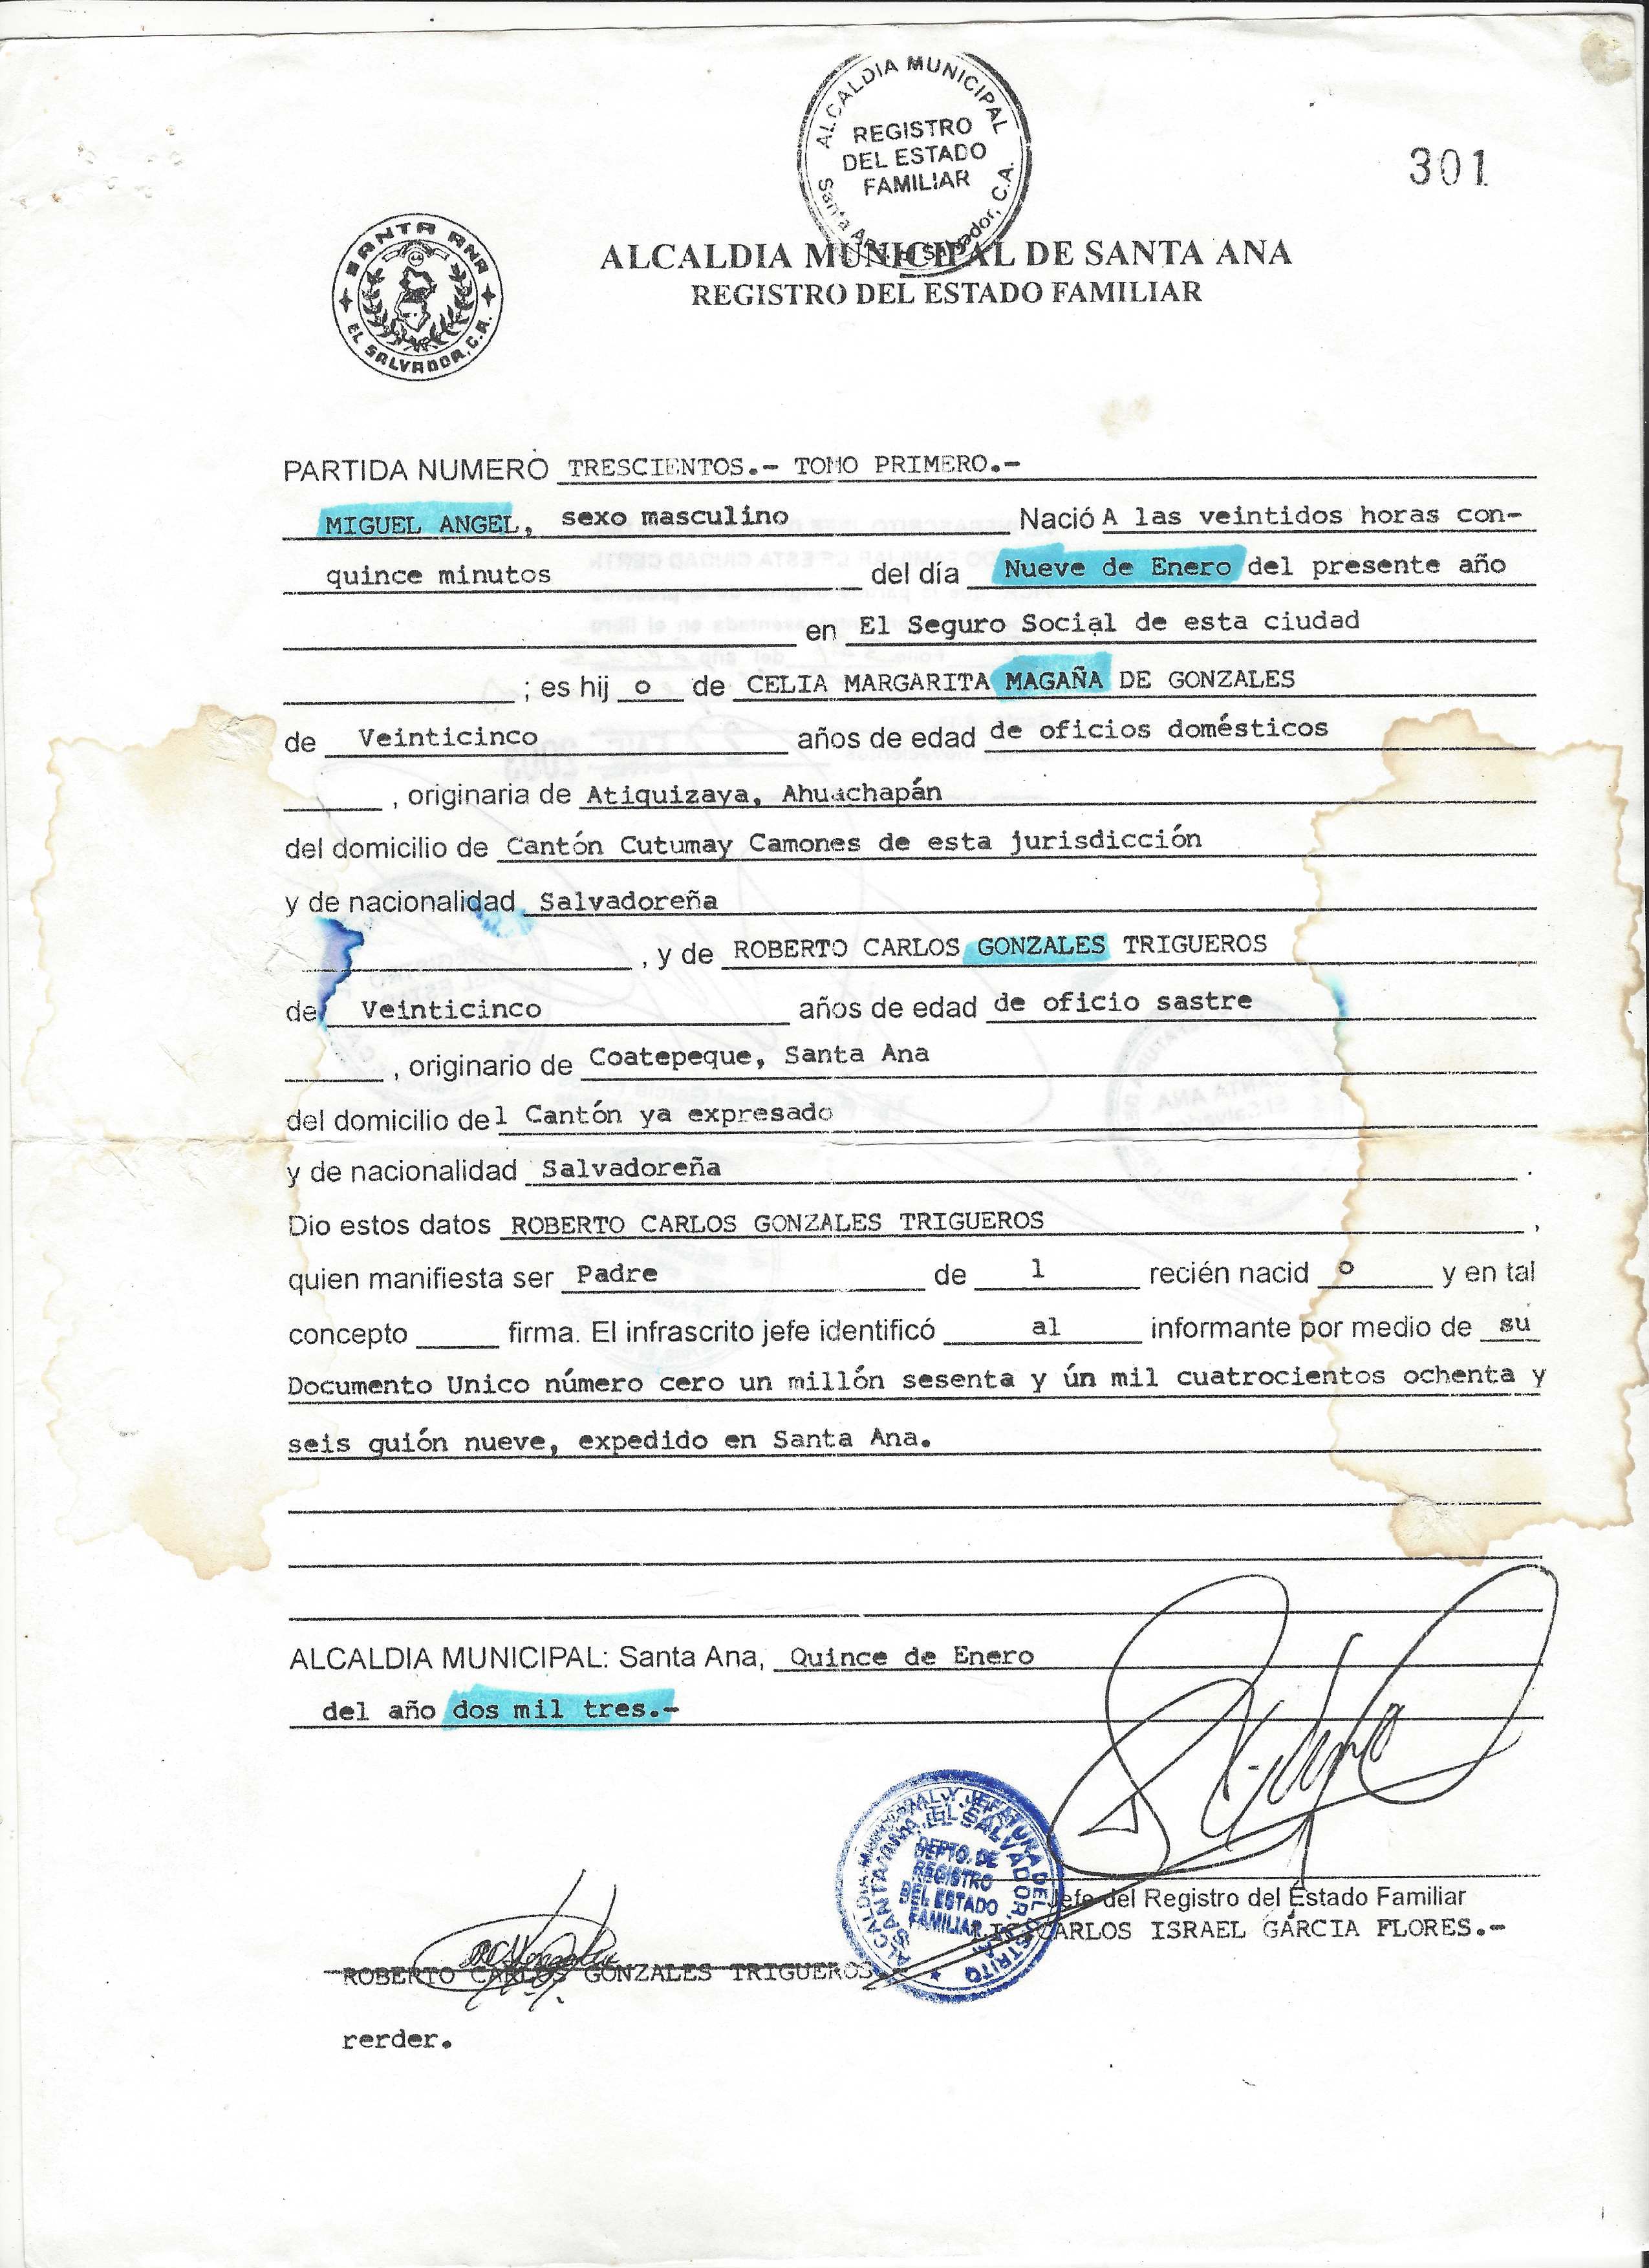 ALCALDIA MUNICIPAL
REGISTRO
DEL ESTADO
FAMILIAR
Santa Ana, El Salvador, C.A.
301
SANTA ANA
EL SALVADOR, C.A.
ALCALDIA MUNICIPAL DE SANTA ANA
REGISTRO DEL ESTADO FAMILIAR
PARTIDA NUMERO TRESCIENTOS.- TOMO PRIMERO.-
MIGUEL ANGEL, sexo masculino Nació A las veintidos horas con-
quince minutos del día Nueve de Enero del presente año
en El Seguro Social de esta ciudad
; es hij o de CELIA MARGARITA MAGAÑA DE GONZALES
de Veinticinco años de edad de oficios domésticos
, originaria de Atiquizaya, Ahuachapán
del domicilio de Cantón Cutumay Camones de esta jurisdicción
y de nacionalidad Salvadoreña
, y de ROBERTO CARLOS GONZALES TRIGUEROS
de Veinticinco años de edad de oficio sastre
, originario de Coatepeque, Santa Ana
del domicilio del Cantón ya expresado
y de nacionalidad Salvadoreña .
Dio estos datos ROBERTO CARLOS GONZALES TRIGUEROS ,
quien manifiesta ser Padre de l recién nacid o y en tal
concepto firma. El infrascrito jefe identificó al informante por medio de su
Documento Unico número cero un millón sesenta y ún mil cuatrocientos ochenta y
seis guión nueve, expedido en Santa Ana.
ALCALDIA MUNICIPAL: Santa Ana, Quince de Enero
del año dos mil tres.-
DEPTO. DE
REGISTRO
DEL ESTADO
FAMILIAR
Jefe del Registro del Estado Familiar
LIC. CARLOS ISRAEL GARCIA FLORES.-
ROBERTO CARLOS GONZALES TRIGUEROS.-
rerder.